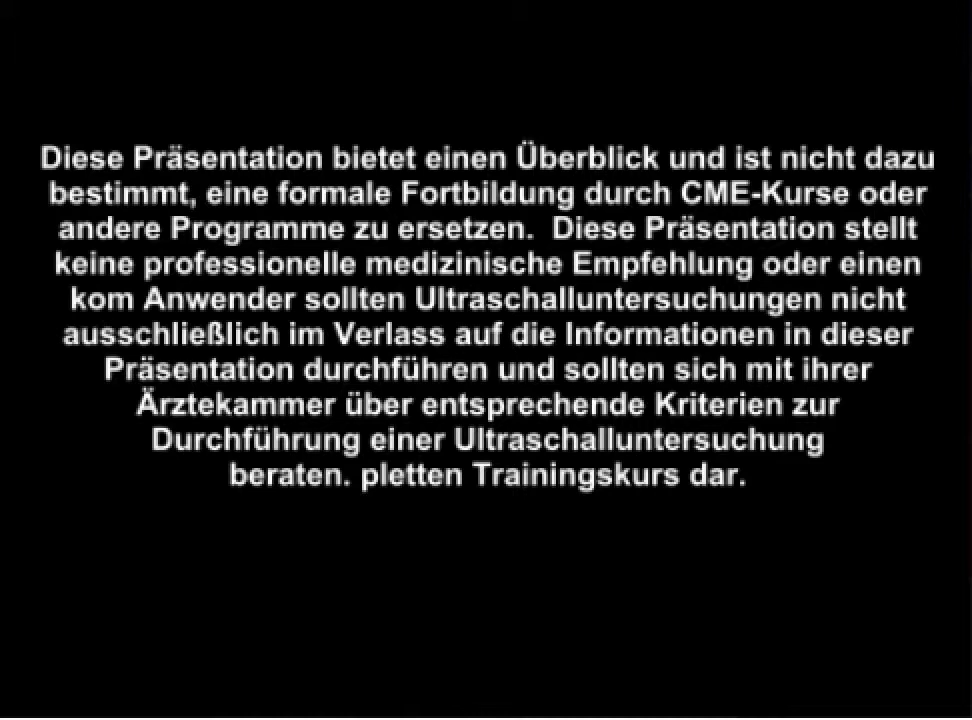 Diese Präsentation bietet einen Überblick und ist nicht dazu
bestimmt, eine formale Fortbildung durch CME-Kurse oder
andere Programme zu ersetzen.  Diese Präsentation stellt
keine professionelle medizinische Empfehlung oder einen
kom Anwender sollten Ultraschalluntersuchungen nicht
ausschließlich im Verlass auf die Informationen in dieser
Präsentation durchführen und sollten sich mit ihrer
Ärztekammer über entsprechende Kriterien zur
Durchführung einer Ultraschalluntersuchung
beraten. pletten Trainingskurs dar.